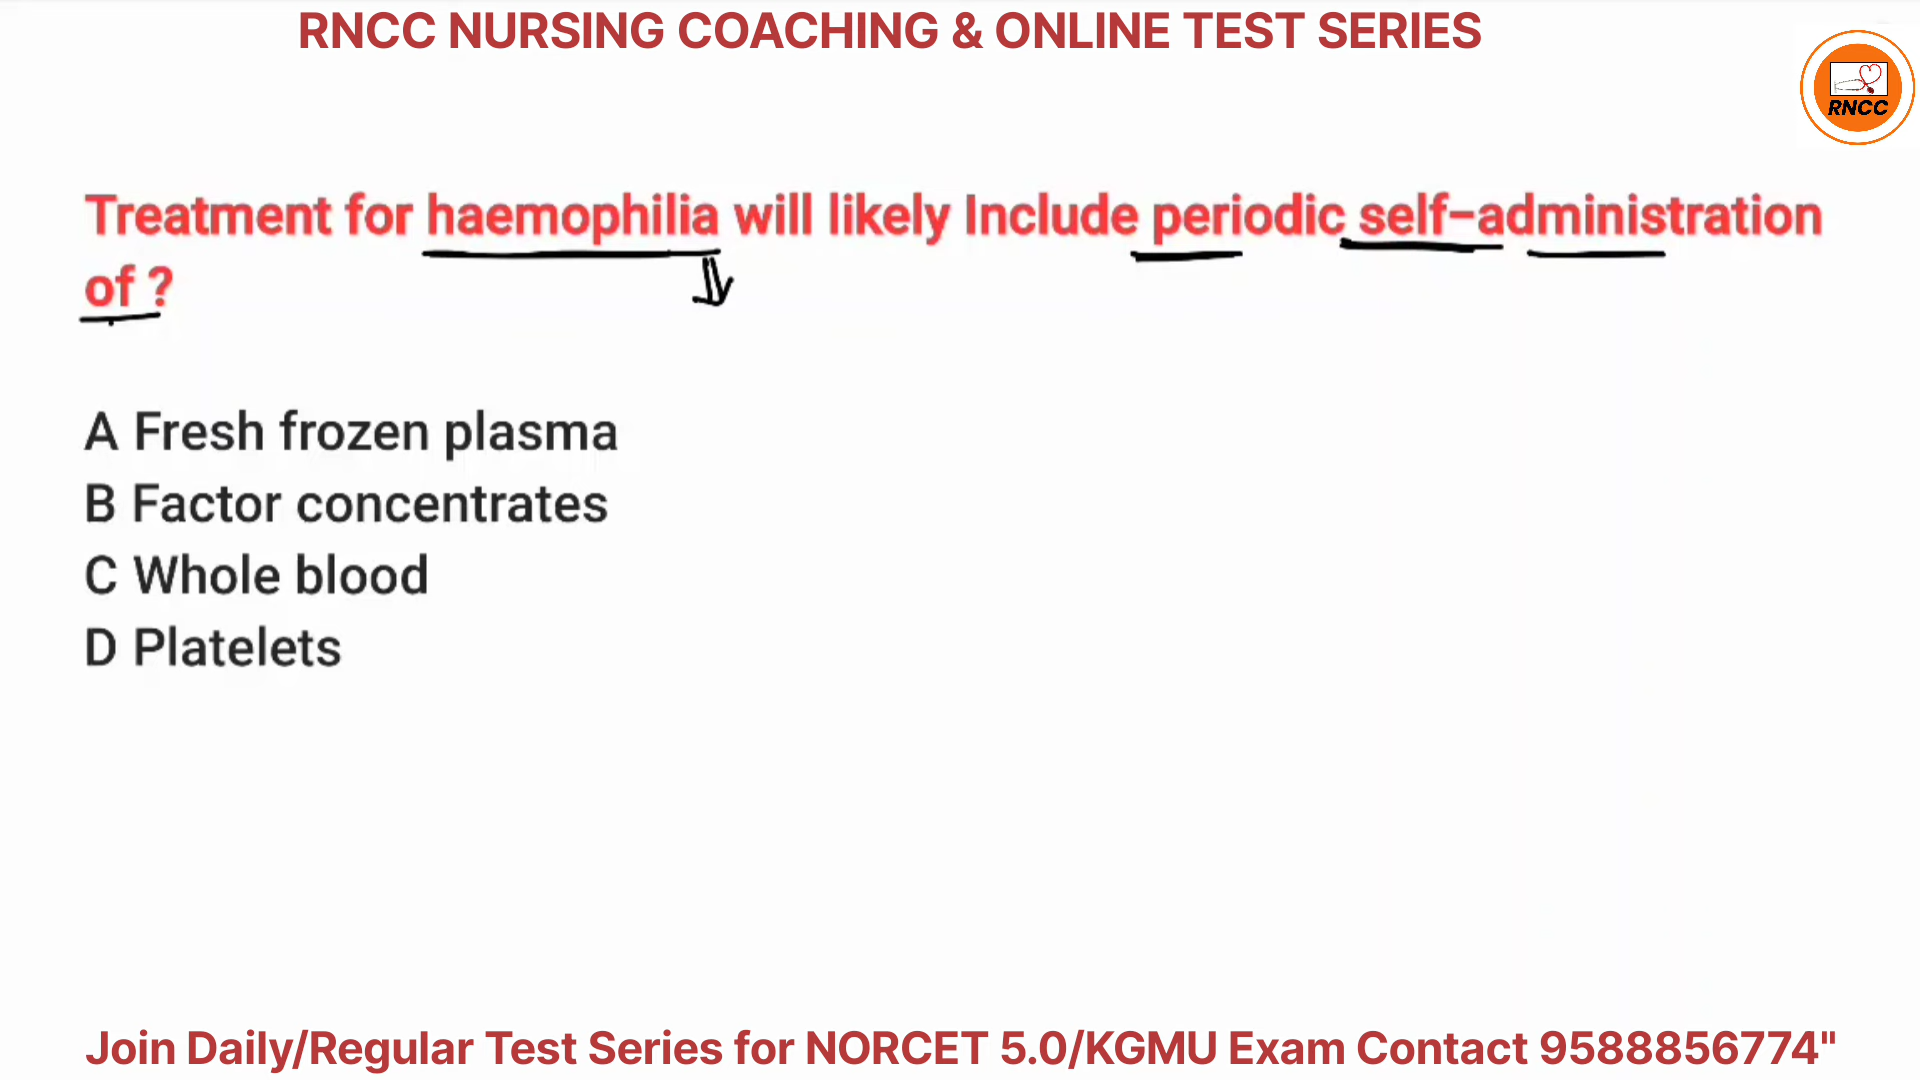 RNCC NURSING COACHING & ONLINE TEST SERIES
RNCC
Treatment for haemophilia will likely Include periodic self-administration
of ?
A Fresh frozen plasma
B Factor concentrates
C Whole blood
D Platelets
Join Daily/Regular Test Series for NORCET 5.0/KGMU Exam Contact 9588856774"